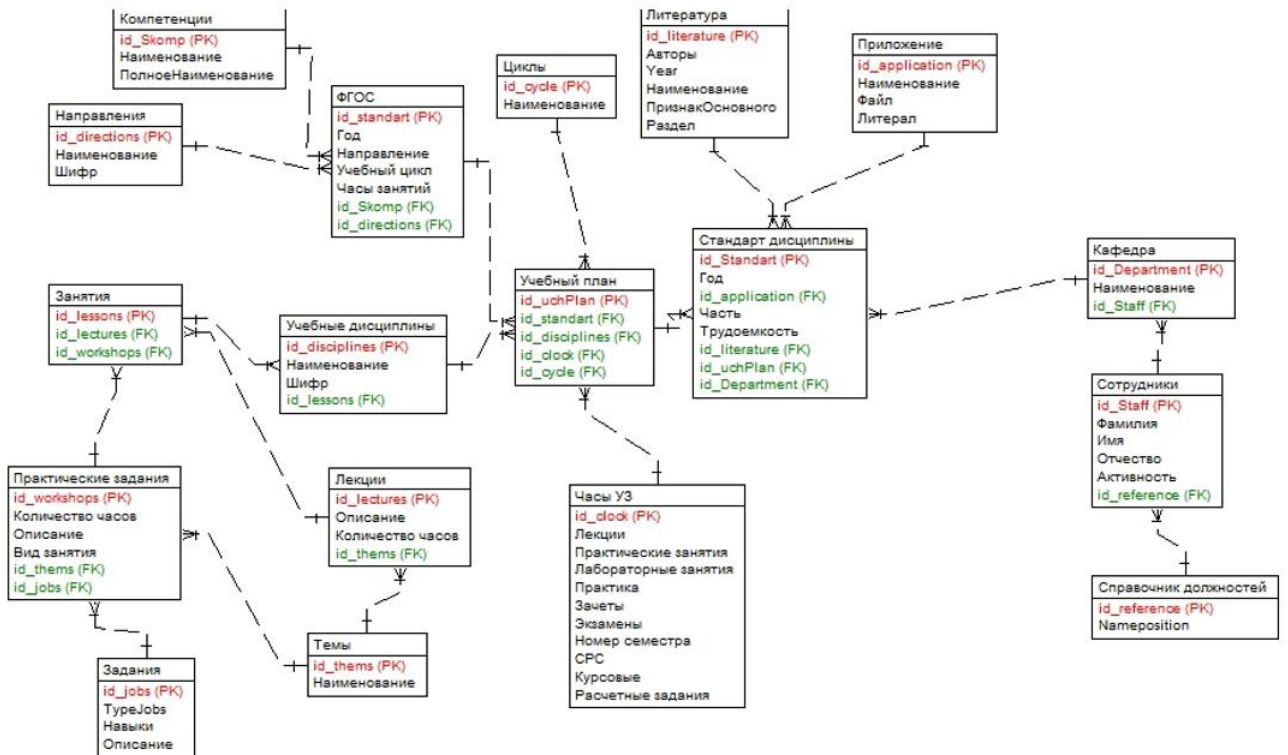 Компетенции
id_Skomp (PK)
Наименование
ПолноеНаименование
Направления
id_directions (PK)
Наименование
Шифр
ФГОС
id_standart (PK)
Год
Направление
Учебный цикл
Часы занятий
id_Skomp (FK)
id_directions (FK)
Циклы
id_cycle (PK)
Наименование
Литература
id_literature (PK)
Авторы
Year
Наименование
ПризнакОсновного
Раздел
Приложение
id_application (PK)
Наименование
Файл
Литерал
Стандарт дисциплины
id_Standart (PK)
Год
id_application (FK)
Часть
Трудоемкость
id_literature (FK)
id_uchPlan (FK)
id_Department (FK)
Кафедра
id_Department (PK)
Наименование
id_Staff (FK)
Занятия
id_lessons (PK)
id_lectures (FK)
id_workshops (FK)
Учебные дисциплины
id_disciplines (PK)
Наименование
Шифр
id_lessons (FK)
Учебный план
id_uchPlan (PK)
id_standart (FK)
id_disciplines (FK)
id_clock (FK)
id_cycle (FK)
Сотрудники
id_Staff (PK)
Фамилия
Имя
Отчество
Активность
id_reference (FK)
Практические задания
id_workshops (PK)
Количество часов
Описание
Вид занятия
id_thems (FK)
id_jobs (FK)
Лекции
id_lectures (PK)
Описание
Количество часов
id_thems (FK)
Часы УЗ
id_clock (PK)
Лекции
Практические занятия
Лабораторные занятия
Практика
Зачеты
Экзамены
Номер семестра
СРС
Курсовые
Расчетные задания
Справочник должностей
id_reference (PK)
Nameposition
Темы
id_thems (PK)
Наименование
Задания
id_jobs (PK)
TypeJobs
Навыки
Описание